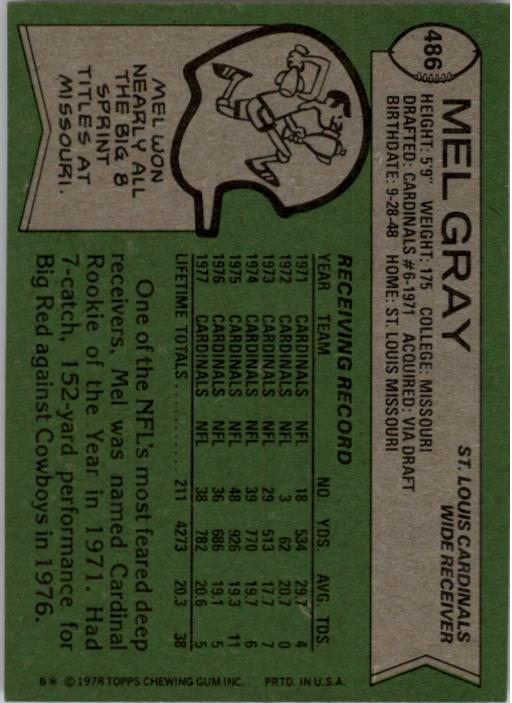 486
MEL GRAY
ST. LOUIS CARDINALS
WIDE RECEIVER
HEIGHT: 5'9" WEIGHT: 175 COLLEGE: MISSOURI
DRAFTED: CARDINALS #6-1971 ACQUIRED: VIA DRAFT
BIRTHDATE: 9-28-48 HOME: ST. LOUIS MISSOURI
MEL WON
NEARLY ALL
THE BIG 8
SPRINT
TITLES AT
MISSOURI.
RECEIVING RECORD
YEAR TEAM NO. YDS. AVG. TDS
1971 CARDINALS NFL 18 534 29.7 4
1972 CARDINALS NFL 3 62 20.7 0
1973 CARDINALS NFL 29 513 17.7 7
1974 CARDINALS NFL 39 770 19.7 6
1975 CARDINALS NFL 48 926 19.3 11
1976 CARDINALS NFL 36 686 19.1 5
1977 CARDINALS NFL 38 782 20.6 5
LIFETIME TOTALS .......... 211 4273 20.3 38
One of the NFL's most feared deep
receivers, Mel was named Cardinal
Rookie of the Year in 1971. Had
7-catch, 152-yard performance for
Big Red against Cowboys in 1976.
B* © 1978 TOPPS CHEWING GUM INC. PRTD. IN U.S.A.